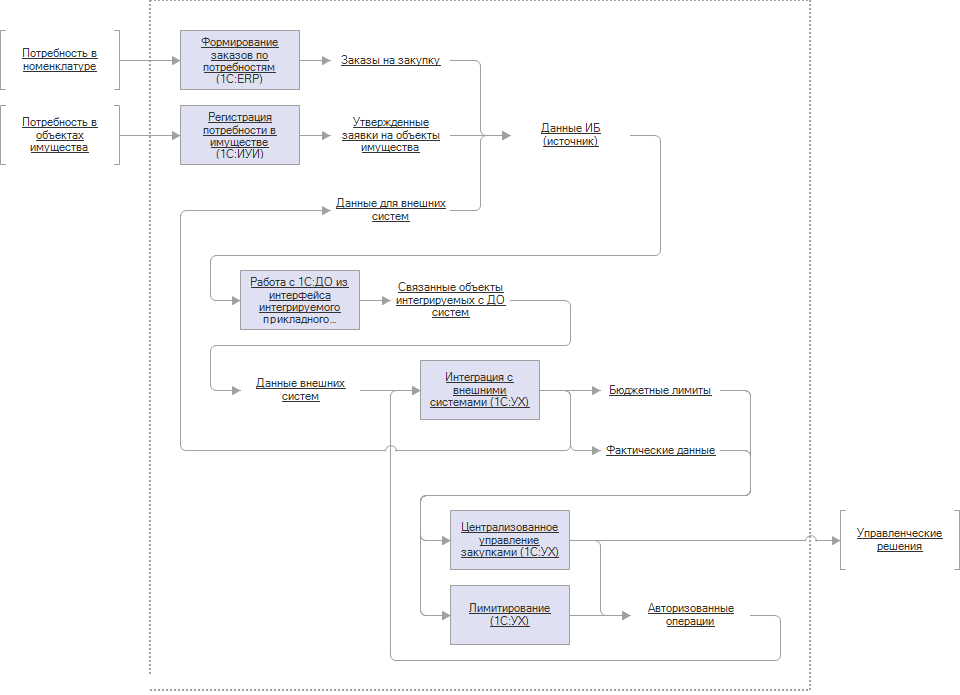 Потребность в
номенклатуре
Формирование
заказов по
потребностям
(1С:ERP)
Заказы на закупку
Потребность в
объектах
имущества
Регистрация
потребности в
имуществе
(1С:ИУИ)
Утвержденные
заявки на объекты
имущества
Данные ИБ
(источник)
Данные для внешних
систем
Работа с 1С:ДО из
интерфейса
интегрируемого
прикладного...
Связанные объекты
интегрируемых с ДО
систем
Данные внешних
систем
Интеграция с
внешними
системами (1С:УХ)
Бюджетные лимиты
Фактические данные
Централизованное
управление
закупками (1С:УХ)
Управленческие
решения
Лимитирование
(1С:УХ)
Авторизованные
операции